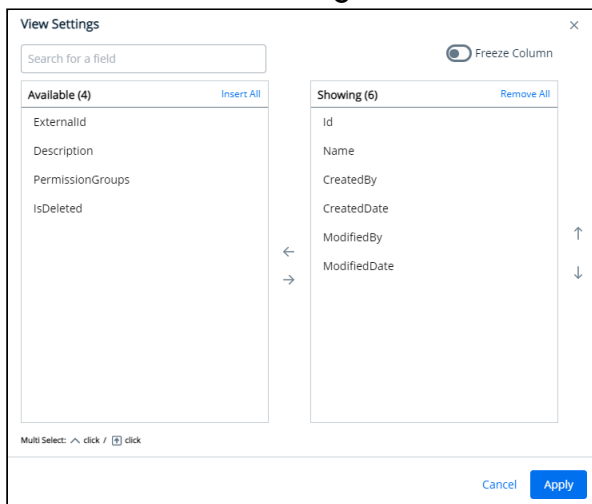 View Settings
Search for a field
Freeze Column
Available (4) Insert All
ExternalId
Description
PermissionGroups
IsDeleted
Showing (6) Remove All
Id
Name
CreatedBy
CreatedDate
ModifiedBy
ModifiedDate
Multi Select: click / click
Cancel Apply